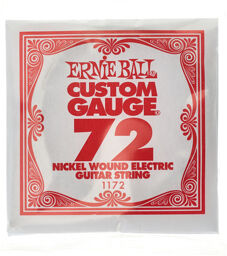 ERNIE BALL
CUSTOM
GAUGE
72
NICKEL WOUND ELECTRIC
GUITAR STRING
1172